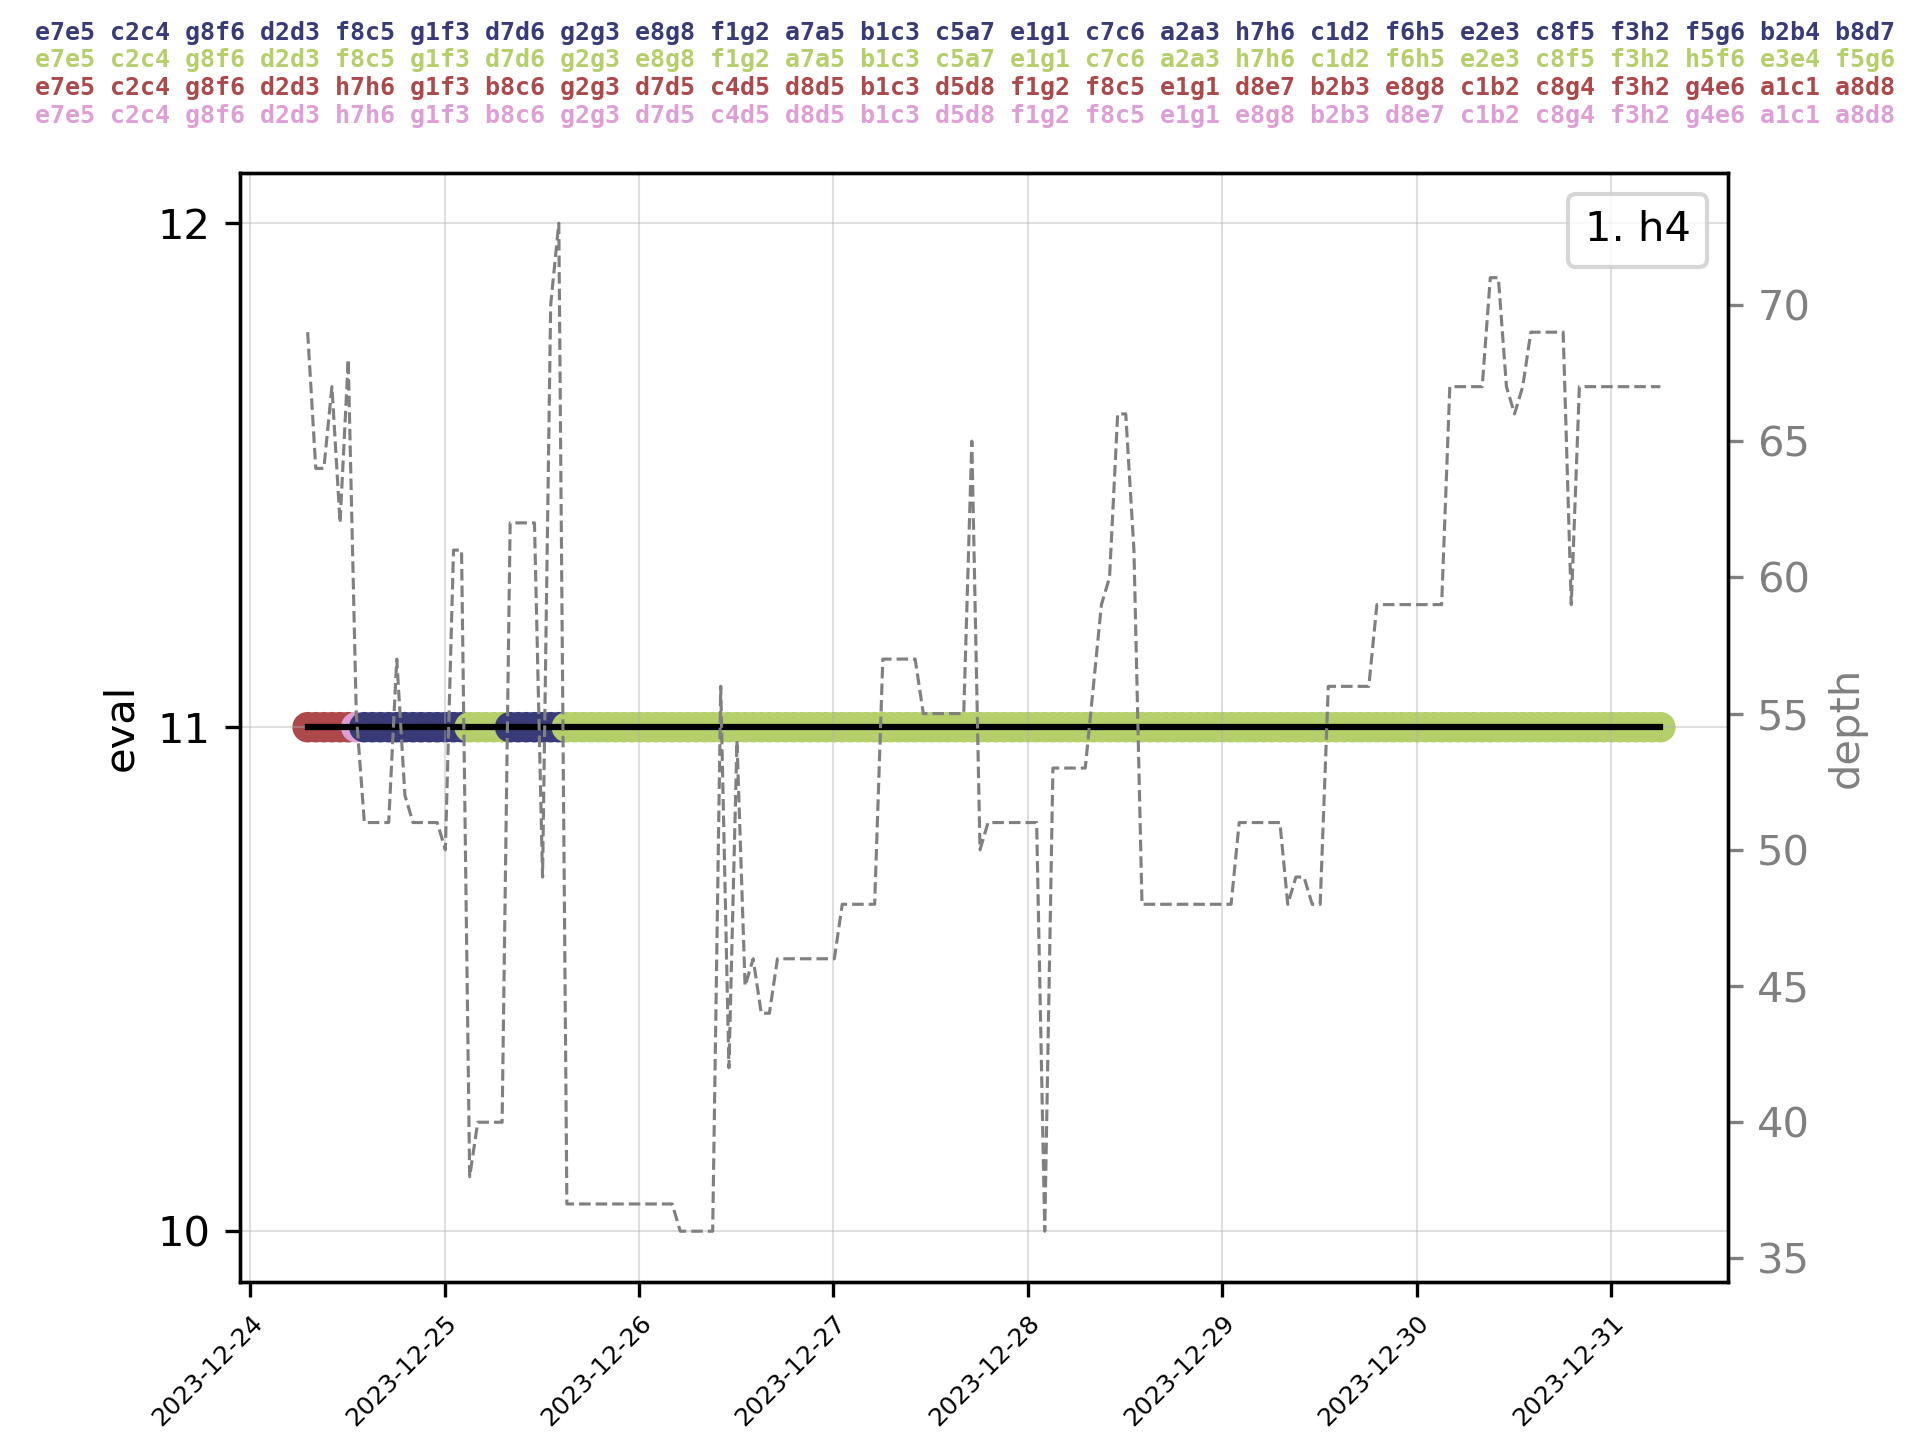 e7e5 c2c4 g8f6 d2d3 f8c5 g1f3 d7d6 g2g3 e8g8 f1g2 a7a5 b1c3 c5a7 e1g1 c7c6 a2a3 h7h6 c1d2 f6h5 e2e3 c8f5 f3h2 f5g6 b2b4 b8d7
e7e5 c2c4 g8f6 d2d3 f8c5 g1f3 d7d6 g2g3 e8g8 f1g2 a7a5 b1c3 c5a7 e1g1 c7c6 a2a3 h7h6 c1d2 f6h5 e2e3 c8f5 f3h2 h5f6 e3e4 f5g6
e7e5 c2c4 g8f6 d2d3 h7h6 g1f3 b8c6 g2g3 d7d5 c4d5 d8d5 b1c3 d5d8 f1g2 f8c5 e1g1 d8e7 b2b3 e8g8 c1b2 c8g4 f3h2 g4e6 a1c1 a8d8
e7e5 c2c4 g8f6 d2d3 h7h6 g1f3 b8c6 g2g3 d7d5 c4d5 d8d5 b1c3 d5d8 f1g2 f8c5 e1g1 e8g8 b2b3 d8e7 c1b2 c8g4 f3h2 g4e6 a1c1 a8d8
1. h4
12
11
10
eval
70
65
60
55
50
45
40
35
depth
2023-12-24
2023-12-25
2023-12-26
2023-12-27
2023-12-28
2023-12-29
2023-12-30
2023-12-31